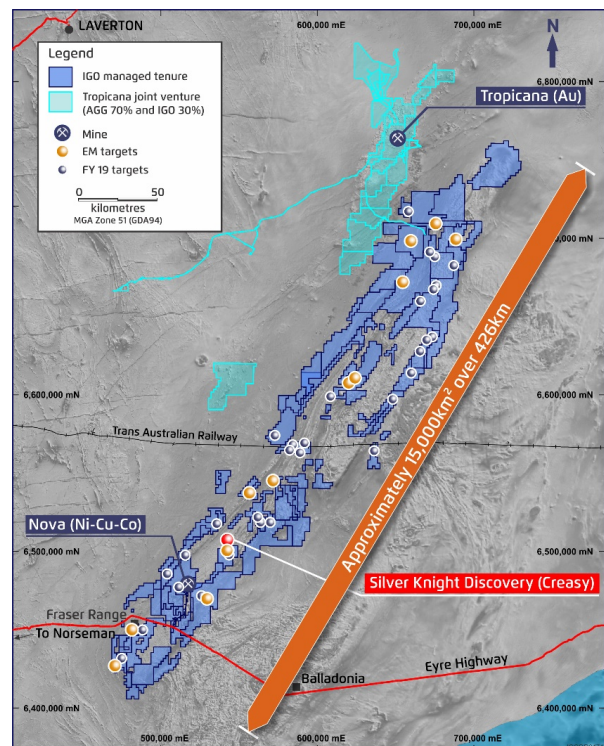 LAVERTON
600,000 mE
700,000 mE
Legend
IGO managed tenure
Tropicana joint venture
(AGG 70% and IGO 30%)
Mine
EM targets
FY 19 targets
0
50
kilometres
MGA Zone 51 (GDA94)
N
6,800,000 mN
Tropicana (Au)
,000 mN
Approximately 15,000km² over 426km
6,600,000 mN
6,600,000 mN
Trans Australian Railway
Nova (Ni-Cu-Co)
6,500,000 mN
6,500,000 mN
Silver Knight Discovery (Creasy)
Fraser Range
To Norseman
Eyre Highway
Balladonia
6,400,000 mN
6,400,000 mN
500,000 mE
600,000 mE
700,000 mE